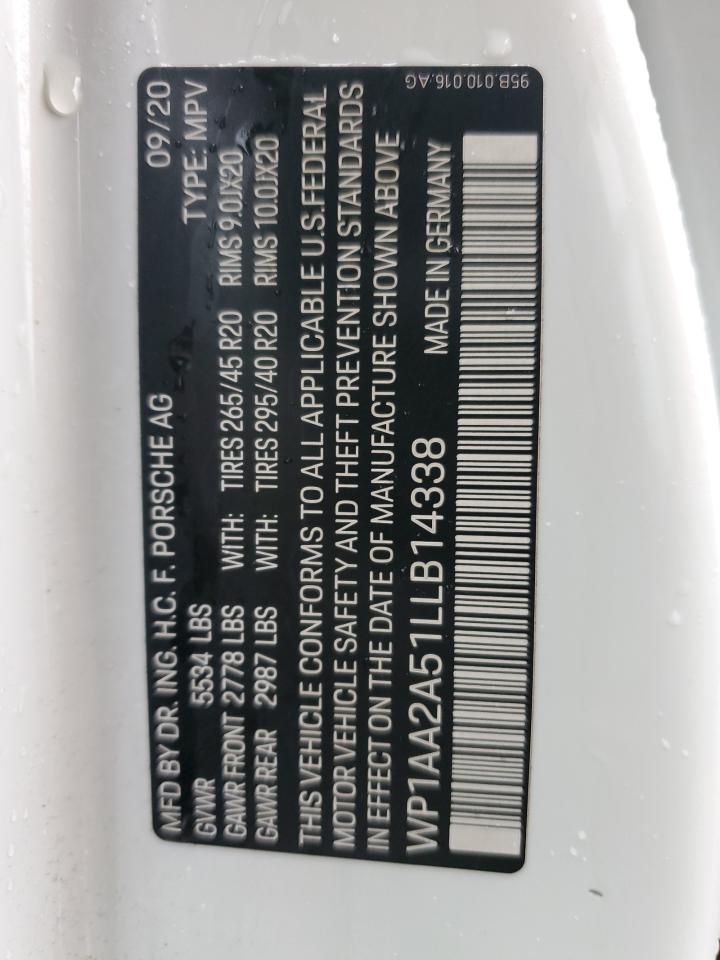 MFD BY DR. ING. H.C. F. PORSCHE AG 09/20
GVWR 5534 LBS TYPE: MPV
GAWR FRONT 2778 LBS WITH: TIRES 265/45 R20 RIMS 9.0JX20
GAWR REAR 2987 LBS WITH: TIRES 295/40 R20 RIMS 10.0JX20
THIS VEHICLE CONFORMS TO ALL APPLICABLE U.S.FEDERAL
MOTOR VEHICLE SAFETY AND THEFT PREVENTION STANDARDS
IN EFFECT ON THE DATE OF MANUFACTURE SHOWN ABOVE
WP1AA2A51LLB14338 MADE IN GERMANY
95B.010.016.AG